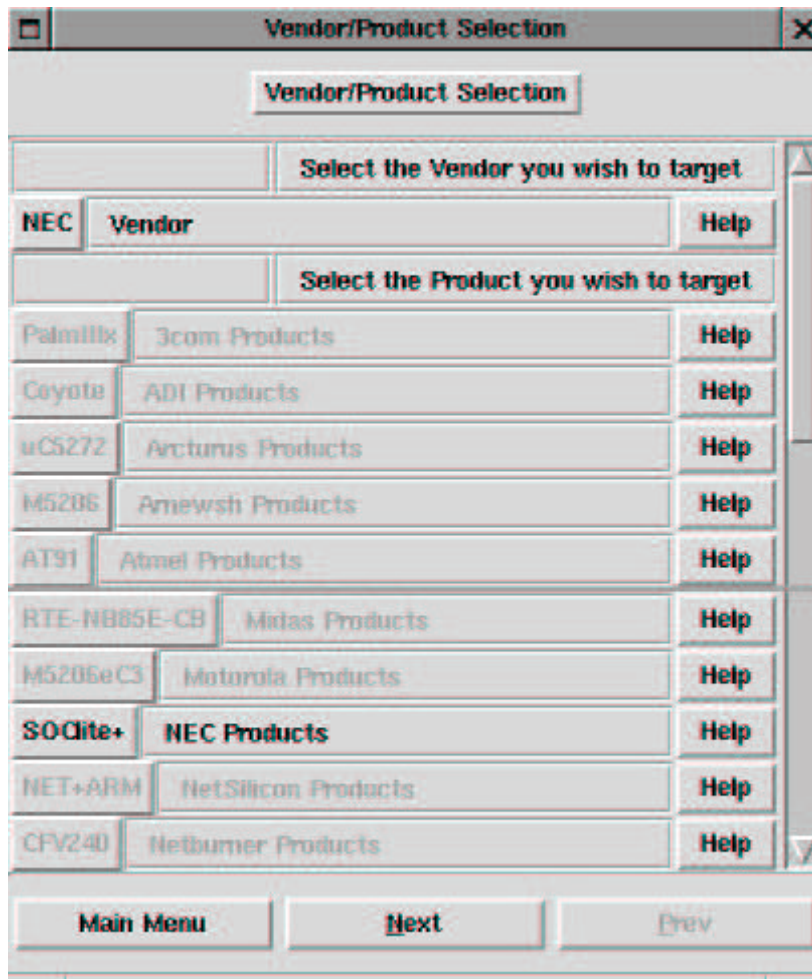 Vendor/Product Selection
Vendor/Product Selection
Select the Vendor you wish to target
NEC Vendor Help
Select the Product you wish to target
PalmIIIx 3com Products Help
Coyote ADI Products Help
uC5272 Arcturus Products Help
M5206 Arnewsh Products Help
AT91 Atmel Products Help
RTE-NB85E-CB Midas Products Help
M5206eC3 Motorola Products Help
SOClite+ NEC Products Help
NET+ARM NetSilicon Products Help
CFV240 Netburner Products Help
Main Menu Next Prev